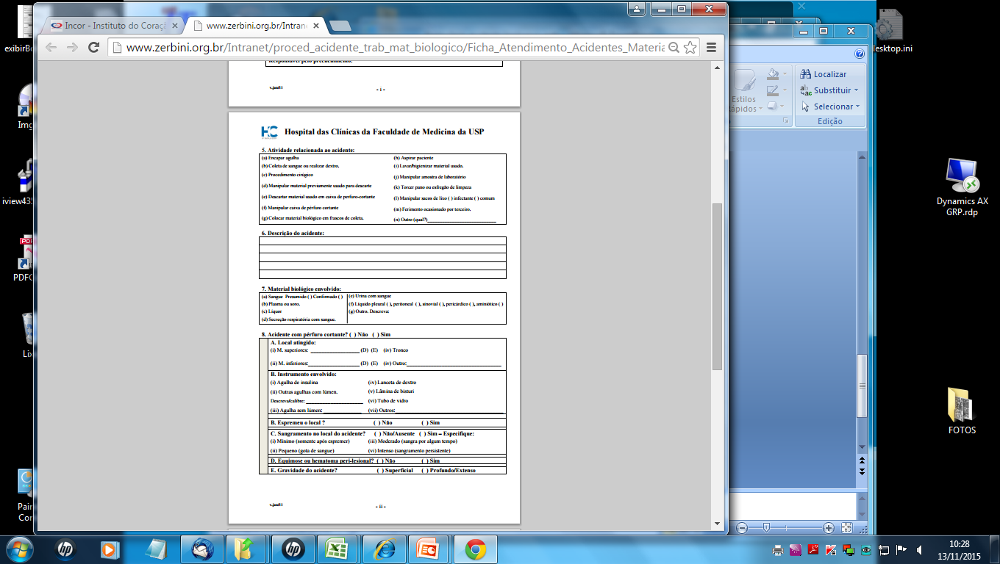 exibirBo
Incor - Instituto do Coraçã
www.zerbini.org.br/Intran
www.zerbini.org.br/Intranet/proced_acidente_trab_mat_biologico/Ficha_Atendimento_Acidentes_Materia
Responsável pelo preenchimento:
v.jan/11
- i -
HC Hospital das Clínicas da Faculdade de Medicina da USP
5. Atividade relacionada ao acidente:
(a) Encapar agulha
(b) Coleta de sangue ou realizar dextro.
(c) Procedimento cirúgico
(d) Manipular material previamente usado para descarte
(e) Descartar material usado em caixa de perfuro-cortante
(f) Manipular caixa de pérfuro cortante
(g) Colocar material biológico em frascos de coleta.
(h) Aspirar paciente
(i) Lavar/higienizar material usado.
(j) Manipular amostra de laboratório
(k) Torcer pano ou esfregão de limpeza
(l) Manipular sacos de lixo ( ) infectante ( ) comum
(m) Ferimento ocasionado por terceiro.
(n) Outro (qual?)
6. Descrição do acidente:
7. Material biológico envolvido:
(a) Sangue Presumido ( ) Confirmado ( )
(b) Plasma ou soro.
(c) Líquor
(d) Secreção respiratória com sangue.
(e) Urina com sangue
(f) Líquido pleural ( ), peritoneal ( ), sinovial ( ), pericárdico ( ), aminiótico ( )
(g) Outro. Descreva:
8. Acidente com pérfuro cortante? ( ) Não ( ) Sim
A. Local atingido:
(i) M. superiores: (D) (E) (iv) Tronco
(ii) M. inferiores: (D) (E) (iv) Outro:
B. Instrumento envolvido:
(i) Agulha de insulina (iv) Lanceta de dextro
(ii) Outras agulhas com lúmen. (v) Lâmina de bisturi
Descreva/calibre: (vi) Tubo de vidro
(iii) Agulha sem lúmen: (vii) Outros:
B. Espremeu o local ? ( ) Não ( ) Sim
C. Sangramento no local do acidente? ( ) Não/Ausente ( ) Sim – Especifique:
(i) Mínimo (somente após espremer) (iii) Moderado (sangra por algum tempo)
(ii) Pequeno (gota de sangue) (vi) Intenso (sangramento persistente)
D. Equimose ou hematoma peri-lesional? ( ) Não ( ) Sim
E. Gravidade do acidente? ( ) Superficial ( ) Profundo/Extenso
v.jan/11
- ii -
Img
iview435
PDFC
Lix
Pain
Cor
Estilos
Rápidos
Localizar
Substituir
Selecionar
Edição
esktop.ini
Dynamics AX
GRP.rdp
FOTOS
10:28
13/11/2015